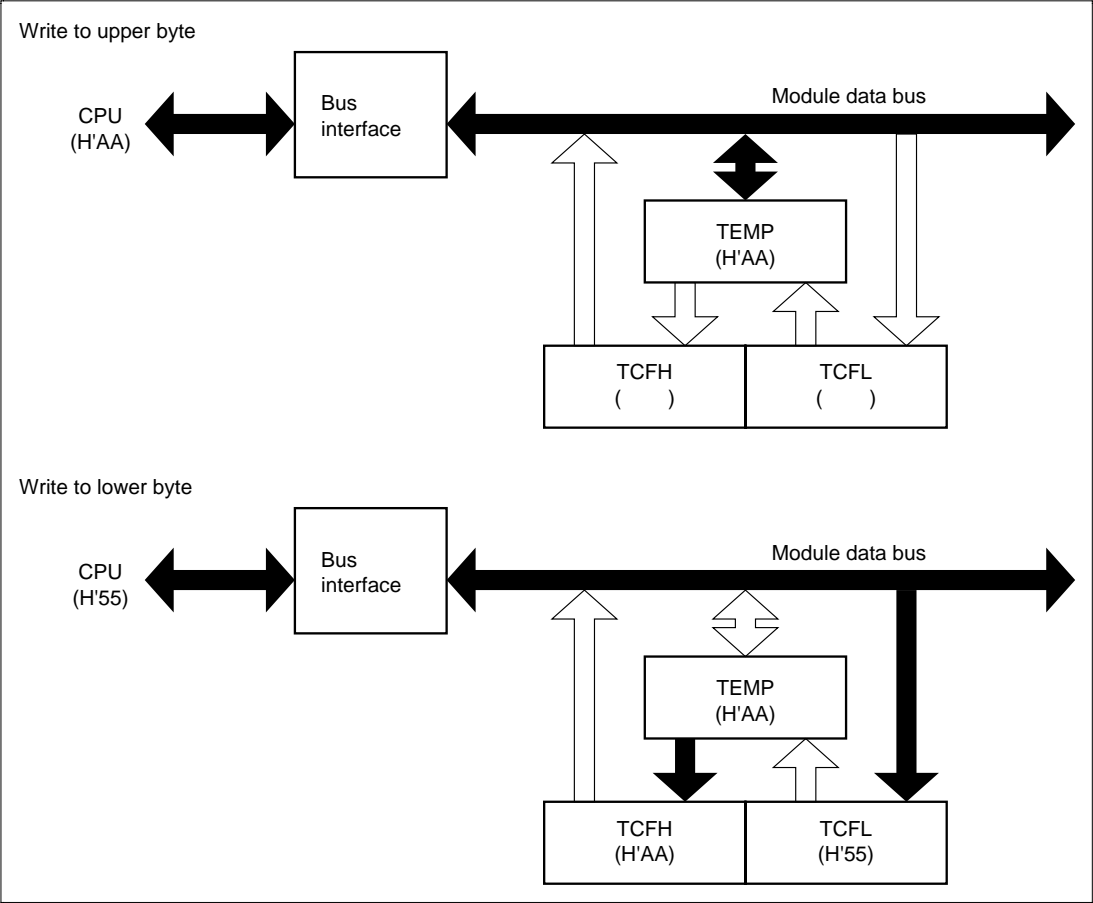 Write to upper byte
CPU
(H'AA)
Bus
interface
Module data bus
TEMP
(H'AA)
TCFH
(      )
TCFL
(      )
Write to lower byte
CPU
(H'55)
Bus
interface
Module data bus
TEMP
(H'AA)
TCFH
(H'AA)
TCFL
(H'55)